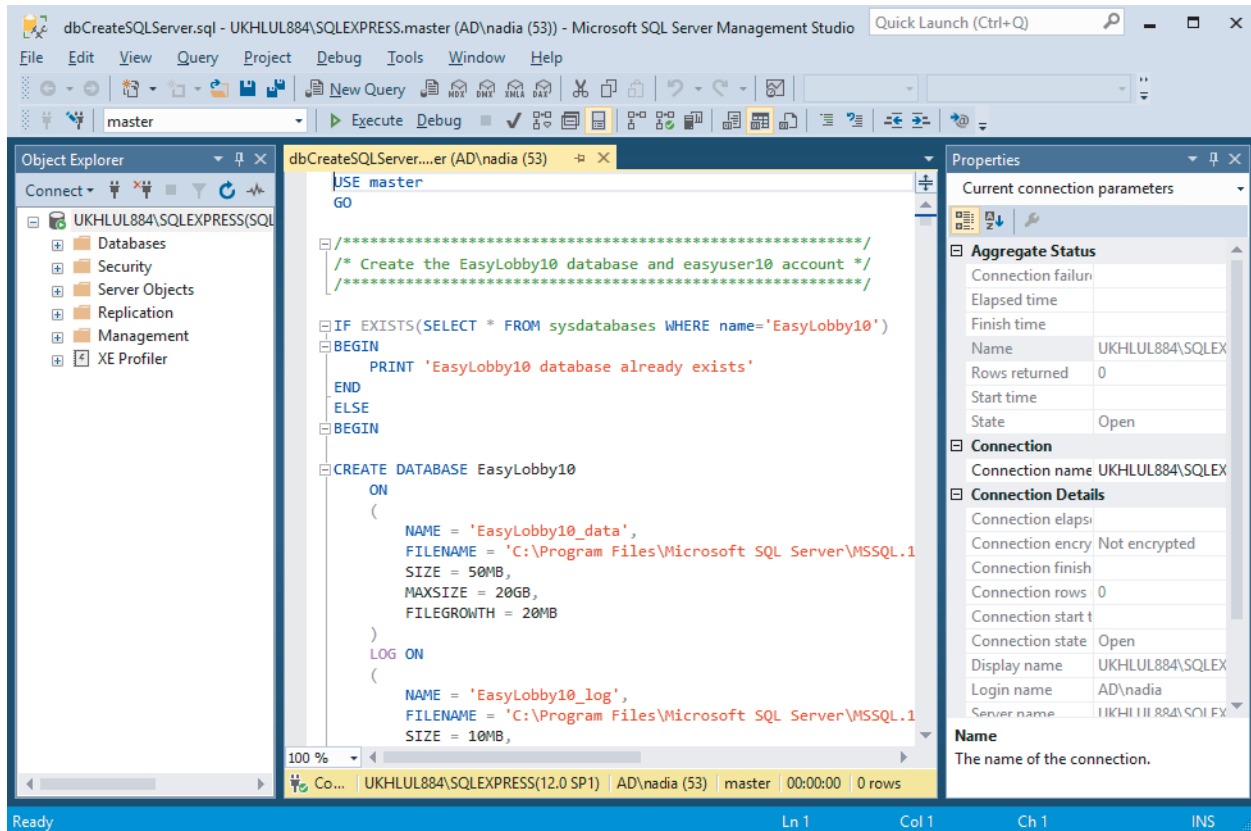 dbCreateSQLServer.sql - UKHLUL884\SQLEXPRESS.master (AD\nadia (53)) - Microsoft SQL Server Management Studio
Quick Launch (Ctrl+Q)
File Edit View Query Project Debug Tools Window Help
New Query MDX DMX XMLA DAX
master Execute Debug
Object Explorer
Connect
UKHLUL884\SQLEXPRESS(SQL
Databases
Security
Server Objects
Replication
Management
XE Profiler
dbCreateSQLServer....er (AD\nadia (53)
USE master
GO
/*********************************************************/
/* Create the EasyLobby10 database and easyuser10 account */
/*********************************************************/
IF EXISTS(SELECT * FROM sysdatabases WHERE name='EasyLobby10')
BEGIN
PRINT 'EasyLobby10 database already exists'
END
ELSE
BEGIN
CREATE DATABASE EasyLobby10
ON
(
NAME = 'EasyLobby10_data',
FILENAME = 'C:\Program Files\Microsoft SQL Server\MSSQL.1
SIZE = 50MB,
MAXSIZE = 20GB,
FILEGROWTH = 20MB
)
LOG ON
(
NAME = 'EasyLobby10_log',
FILENAME = 'C:\Program Files\Microsoft SQL Server\MSSQL.1
SIZE = 10MB,
100 %
Co... UKHLUL884\SQLEXPRESS(12.0 SP1) AD\nadia (53) master 00:00:00 0 rows
Properties
Current connection parameters
Aggregate Status
Connection failure
Elapsed time
Finish time
Name UKHLUL884\SQLEX
Rows returned 0
Start time
State Open
Connection
Connection name UKHLUL884\SQLEX
Connection Details
Connection elaps
Connection encry Not encrypted
Connection finish
Connection rows 0
Connection start t
Connection state Open
Display name UKHLUL884\SQLEX
Login name AD\nadia
Server name UKHLUL884\SQLEX
Name
The name of the connection.
Ready Ln 1 Col 1 Ch 1 INS